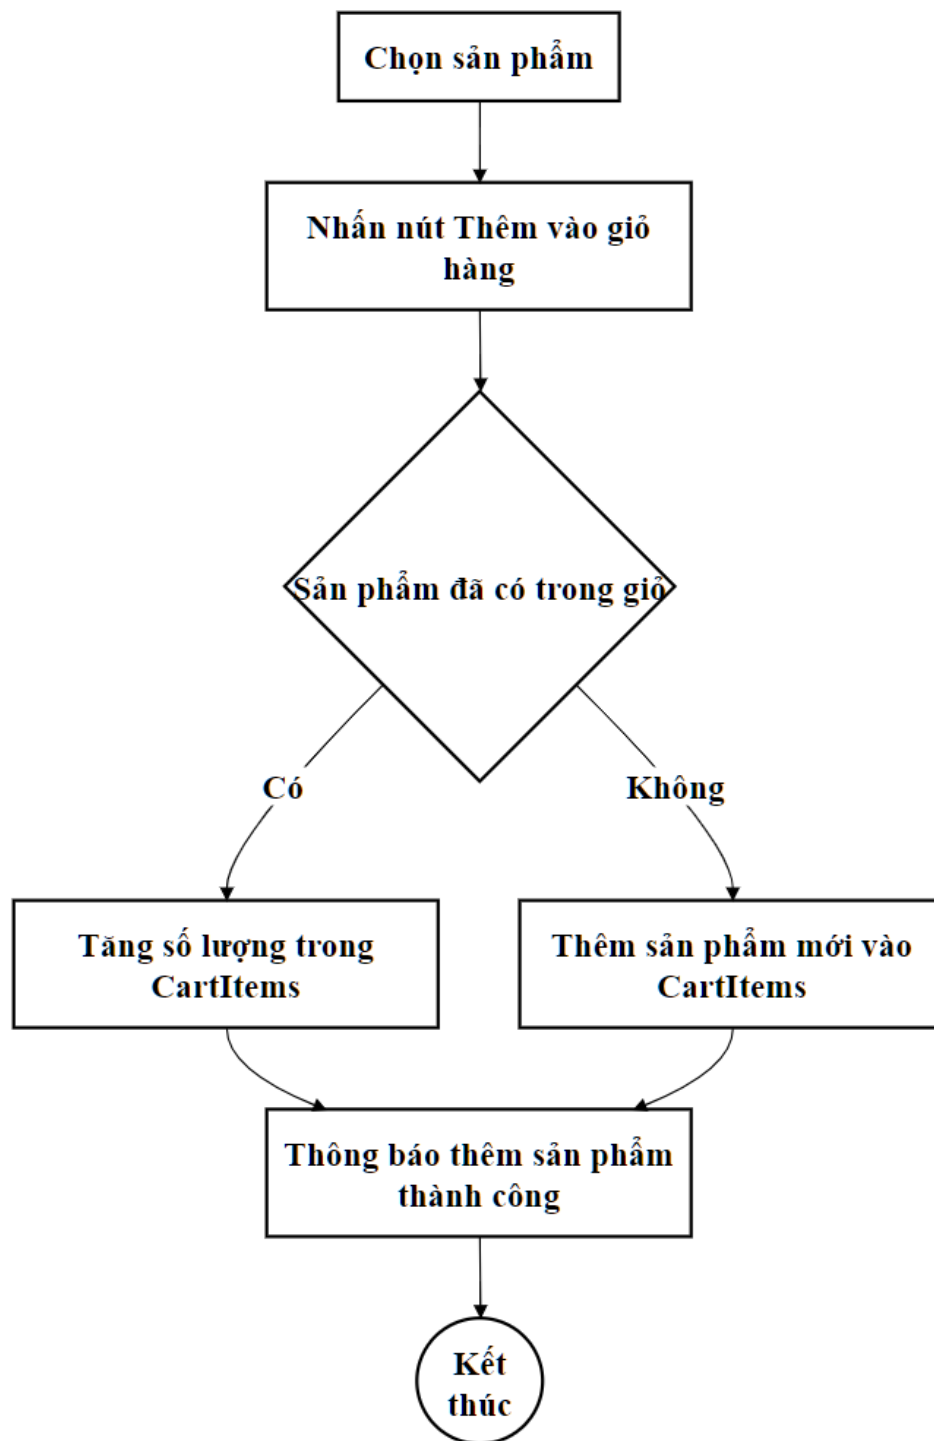 Chọn sản phẩm
Nhấn nút Thêm vào giỏ
hàng
Sản phẩm đã có trong giỏ
Có
Không
Tăng số lượng trong
CartItems
Thêm sản phẩm mới vào
CartItems
Thông báo thêm sản phẩm
thành công
Kết
thúc